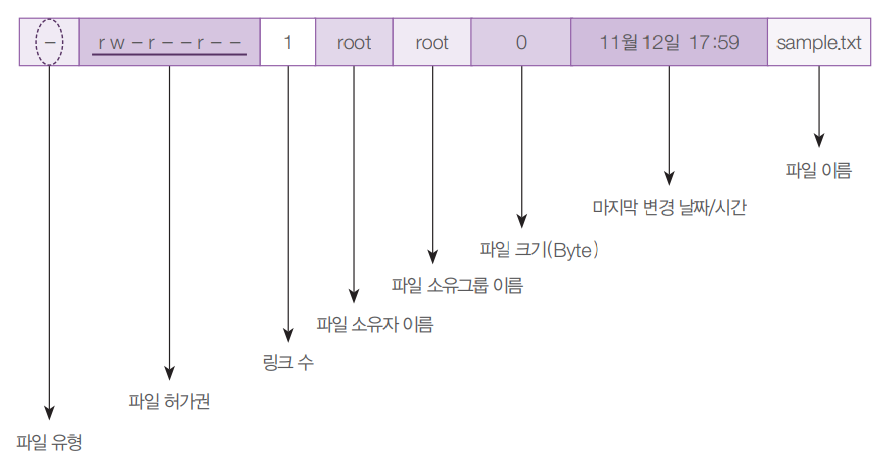 - rw-r--r-- 1 root root 0 11월 12일 17:59 sample.txt
파일 이름
마지막 변경 날짜/시간
파일 크기(Byte)
파일 소유그룹 이름
파일 소유자 이름
링크 수
파일 허가권
파일 유형